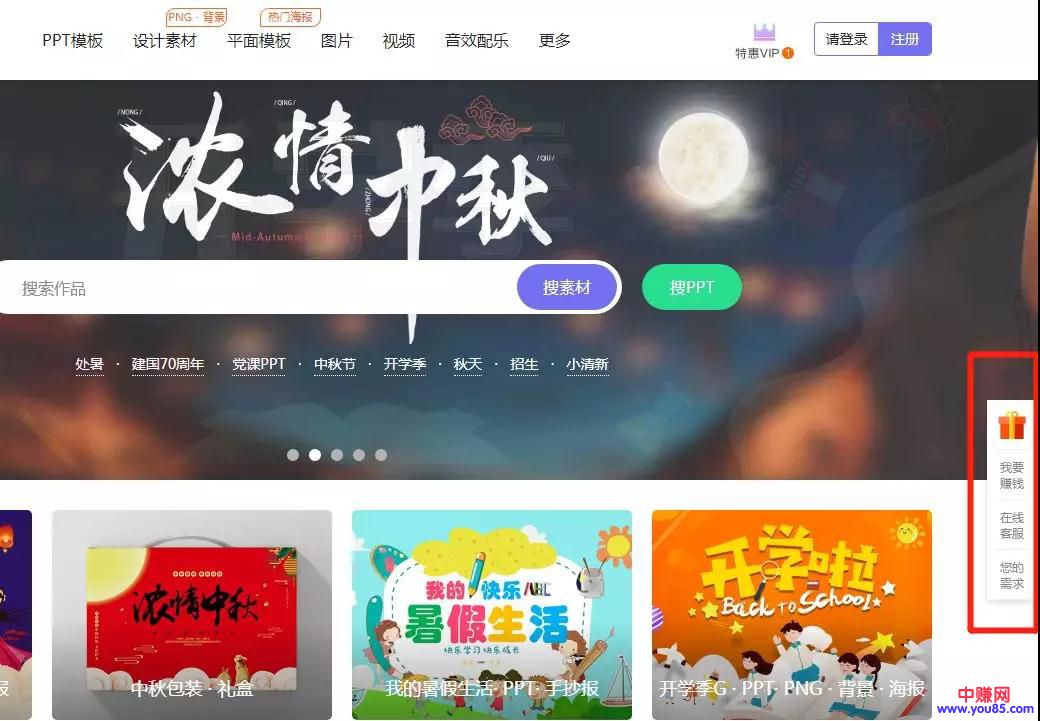 PNG · 背景
热门海报
PPT模板 设计素材 平面模板 图片 视频 音效配乐 更多
特惠VIP 1
请登录 注册
/NONG/ /QING/
浓情中秋
/ZHONG/ /QIU/
Mid-Autumn
搜索作品 搜素材 搜PPT
处暑 · 建国70周年 · 党课PPT · 中秋节 · 开学季 · 秋天 · 招生 · 小清新
我要
赚钱
在线
客服
您的
需求
报
浓情中秋
中秋包装 · 礼盒
我的快乐ABC
暑假生活
快乐学习快乐成长
我的暑假生活· PPT· 手抄报
开学啦
Back to School!
开学季G · PPT· PNG · 背景 · 海报
中赚网
www.you85.com